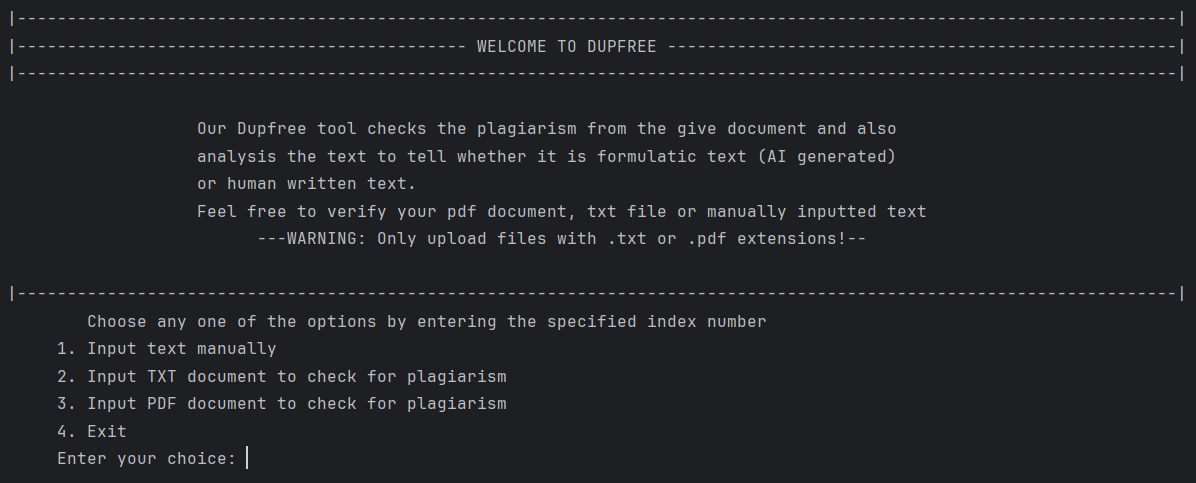 |--------------------------------------------------------------------------------------------------------------------|
|--------------------------------------------- WELCOME TO DUPFREE ---------------------------------------------------|
|--------------------------------------------------------------------------------------------------------------------|
Our Dupfree tool checks the plagiarism from the give document and also
analysis the text to tell whether it is formulatic text (AI generated)
or human written text.
Feel free to verify your pdf document, txt file or manually inputted text
---WARNING: Only upload files with .txt or .pdf extensions!--
|--------------------------------------------------------------------------------------------------------------------|
Choose any one of the options by entering the specified index number
1. Input text manually
2. Input TXT document to check for plagiarism
3. Input PDF document to check for plagiarism
4. Exit
Enter your choice: